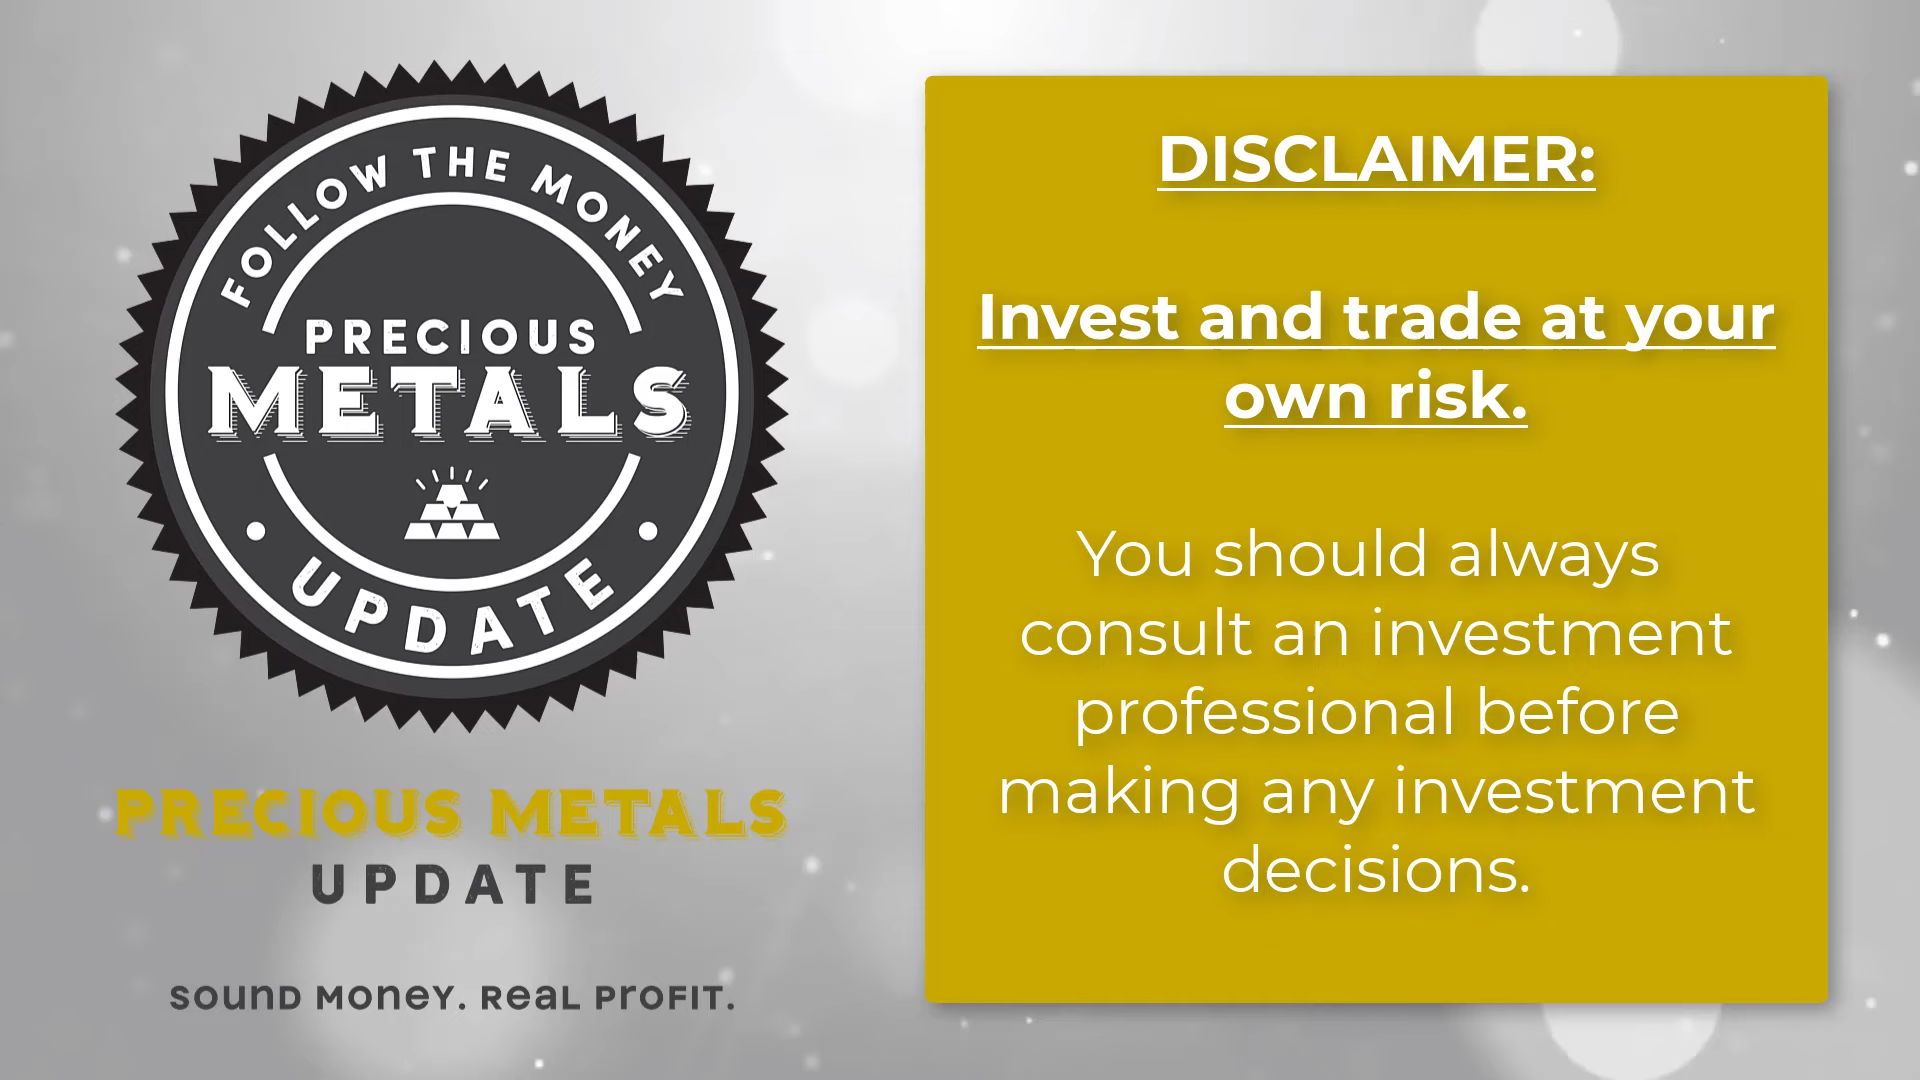 FOLLOW THE MONEY
PRECIOUS
METALS
UPDATE
PRECIOUS METALS
UPDATE
SOUND MONEY. REAL PROFIT.
DISCLAIMER:
Invest and trade at your
own risk.
You should always
consult an investment
professional before
making any investment
decisions.